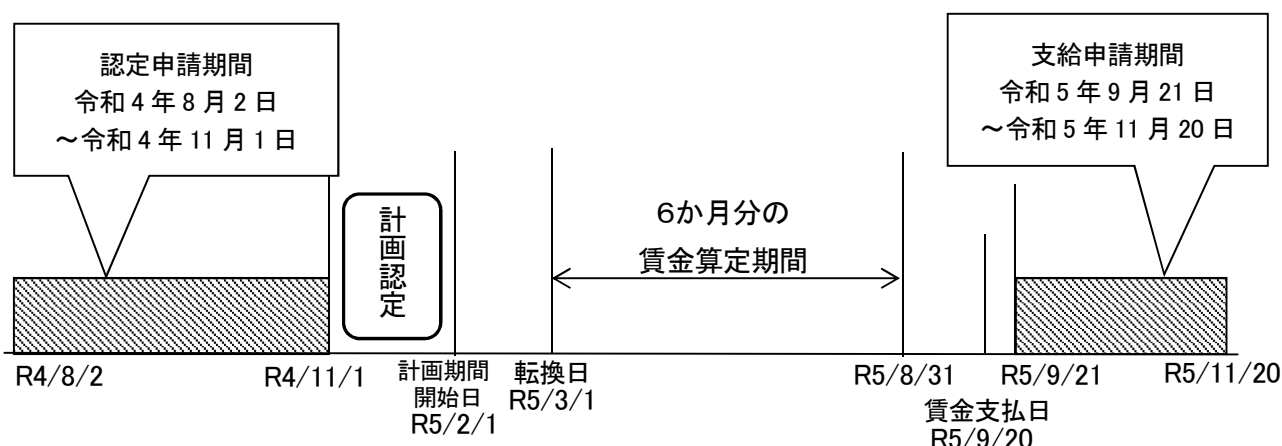 認定申請期間
令和4年8月2日
～令和4年11月1日
支給申請期間
令和5年9月21日
～令和5年11月20日
計画認定
6か月分の
賃金算定期間
R4/8/2
R4/11/1
計画期間
開始日
R5/2/1
転換日
R5/3/1
R5/8/31
賃金支払日
R5/9/20
R5/9/21
R5/11/20